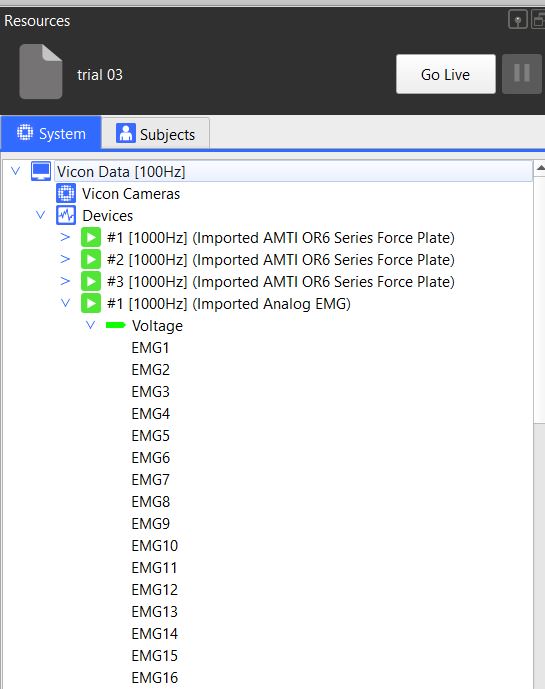 Resources
trial 03
Go Live
System
Subjects
Vicon Data [100Hz]
Vicon Cameras
Devices
#1 [1000Hz] (Imported AMTI OR6 Series Force Plate)
#2 [1000Hz] (Imported AMTI OR6 Series Force Plate)
#3 [1000Hz] (Imported AMTI OR6 Series Force Plate)
#1 [1000Hz] (Imported Analog EMG)
Voltage
EMG1
EMG2
EMG3
EMG4
EMG5
EMG6
EMG7
EMG8
EMG9
EMG10
EMG11
EMG12
EMG13
EMG14
EMG15
EMG16